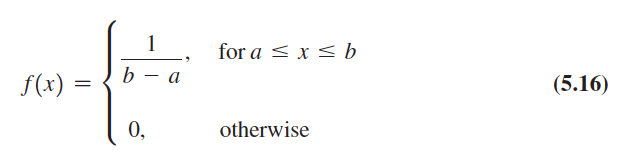 f(x) = { 1 / b − a, for a ≤ x ≤ b
0, otherwise
(5.16)